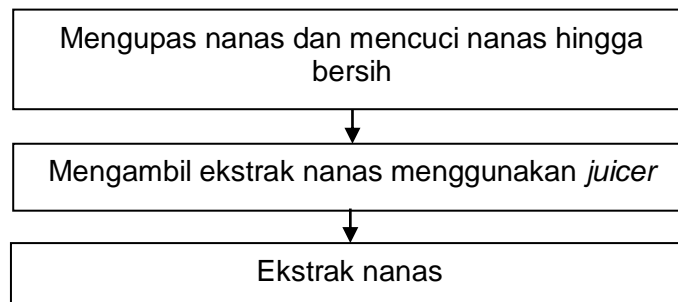 Mengupas nanas dan mencuci nanas hingga
bersih
Mengambil ekstrak nanas menggunakan juicer
Ekstrak nanas